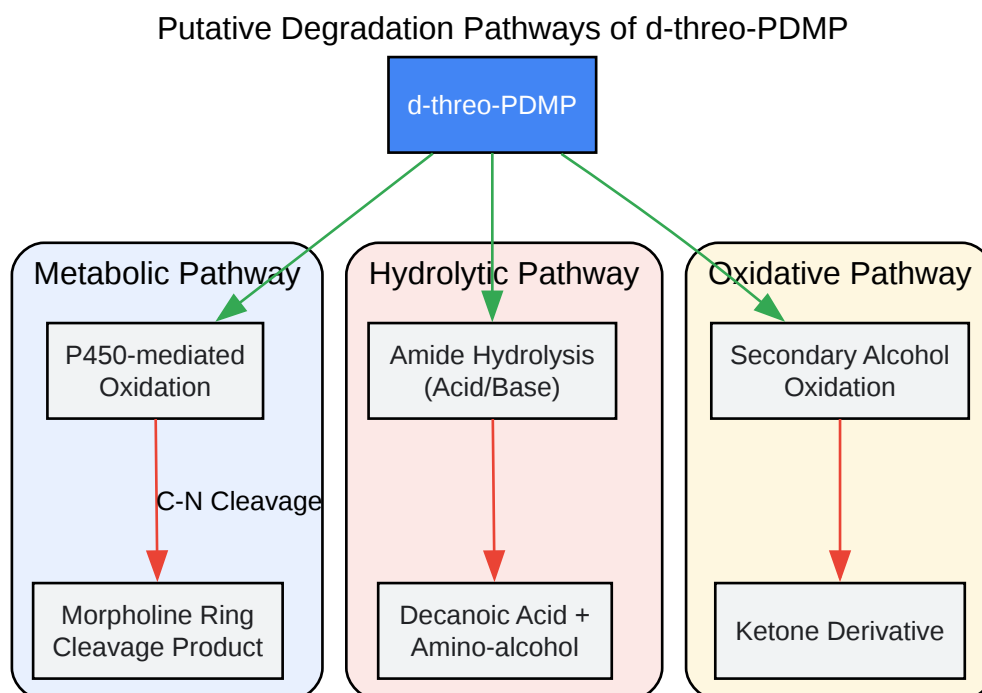 Putative Degradation Pathways of d-threo-PDMP
d-threo-PDMP
Metabolic Pathway
P450-mediated
Oxidation
C-N Cleavage
Morpholine Ring
Cleavage Product
Hydrolytic Pathway
Amide Hydrolysis
(Acid/Base)
Decanoic Acid +
Amino-alcohol
Oxidative Pathway
Secondary Alcohol
Oxidation
Ketone Derivative